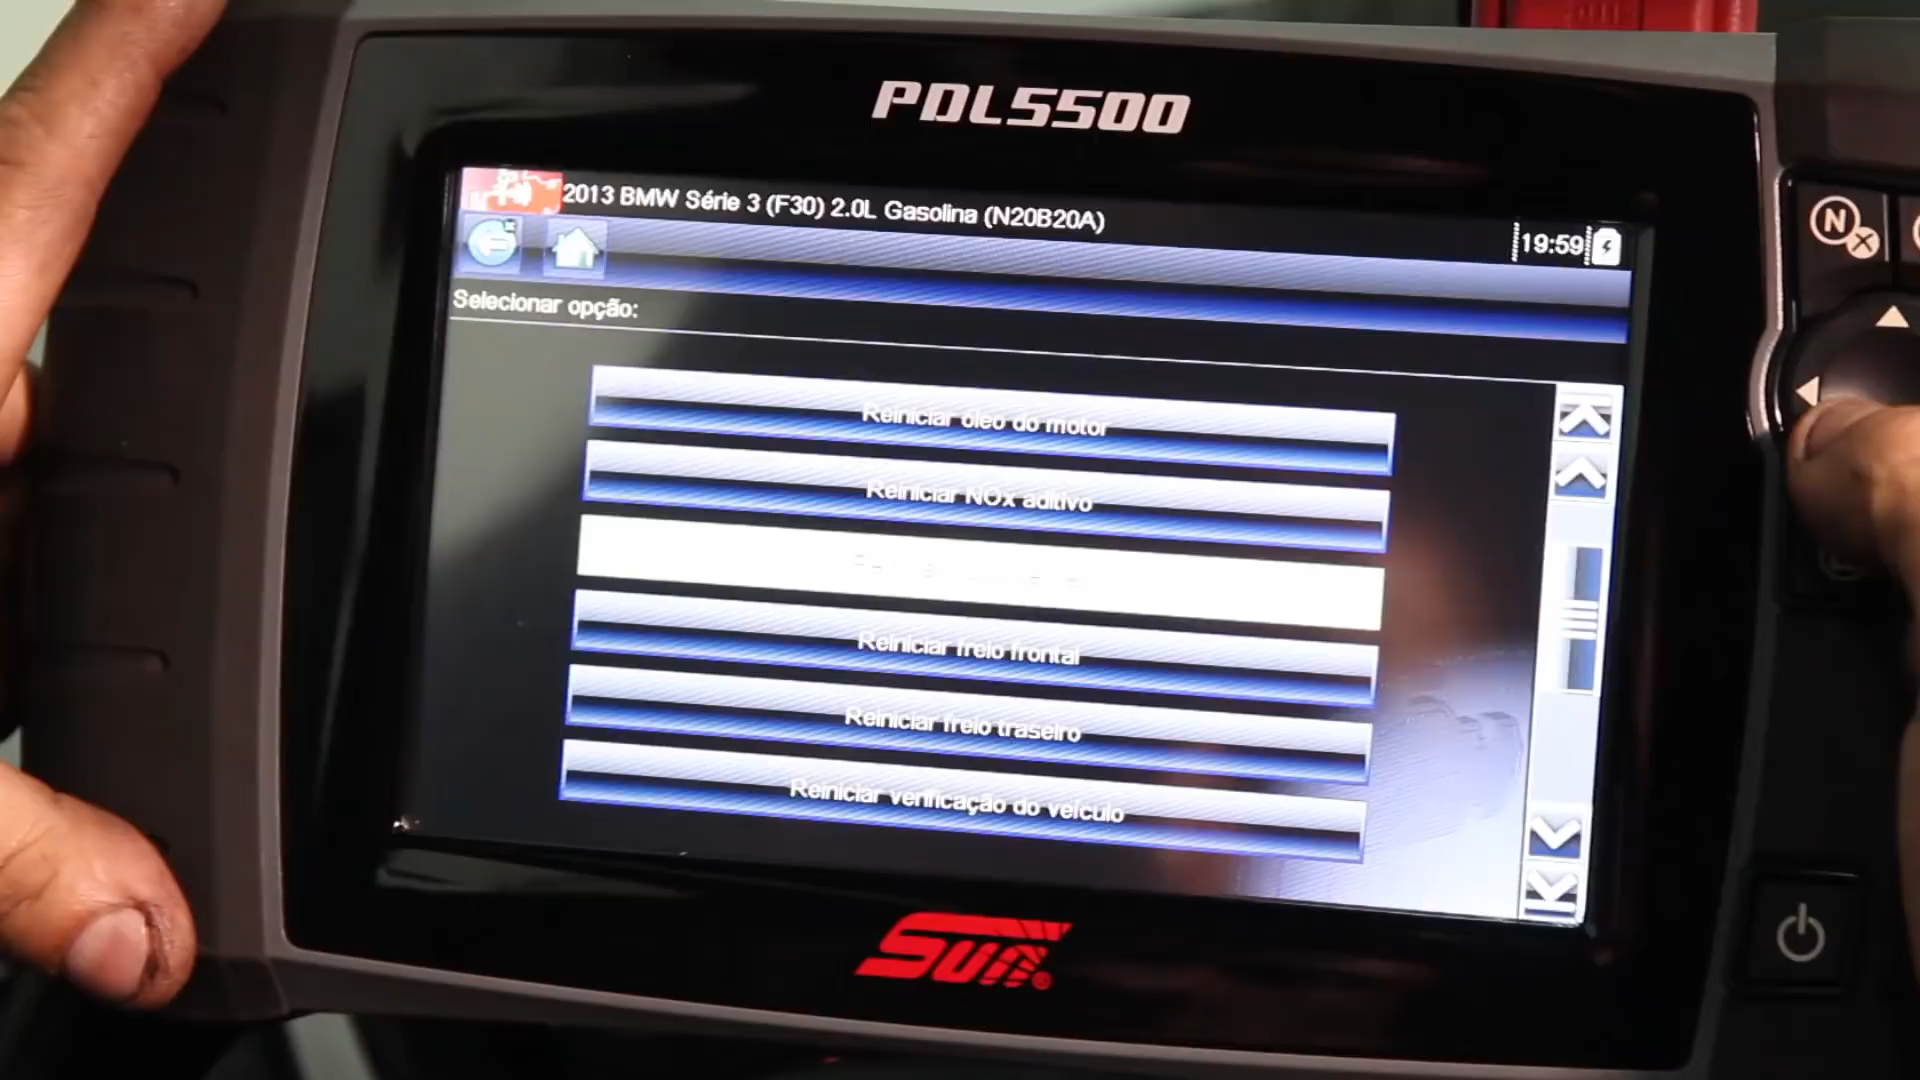 PDL5500
2013 BMW Série 3 (F30) 2.0L Gasolina (N20B20A)
19:59
N
Selecionar opção:
Reiniciar óleo do motor
Reiniciar NOx aditivo
Reiniciar freio frontal
Reiniciar freio traseiro
Reiniciar verificação do veículo
Sun